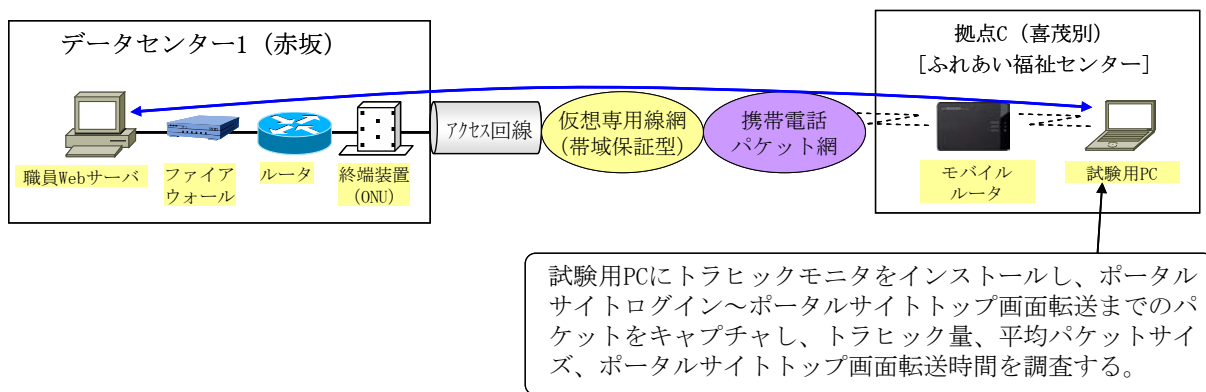 データセンター1（赤坂）
職員Webサーバ
ファイア
ウォール
ルータ
終端装置
(ONU)
アクセス回線
仮想専用線網
(帯域保証型)
携帯電話
パケット網
拠点C（喜茂別）
［ふれあい福祉センター］
モバイル
ルータ
試験用PC
試験用PCにトラヒックモニタをインストールし、ポータル
サイトログイン～ポータルサイトトップ画面転送までのパ
ケットをキャプチャし、トラヒック量、平均パケットサイ
ズ、ポータルサイトトップ画面転送時間を調査する。